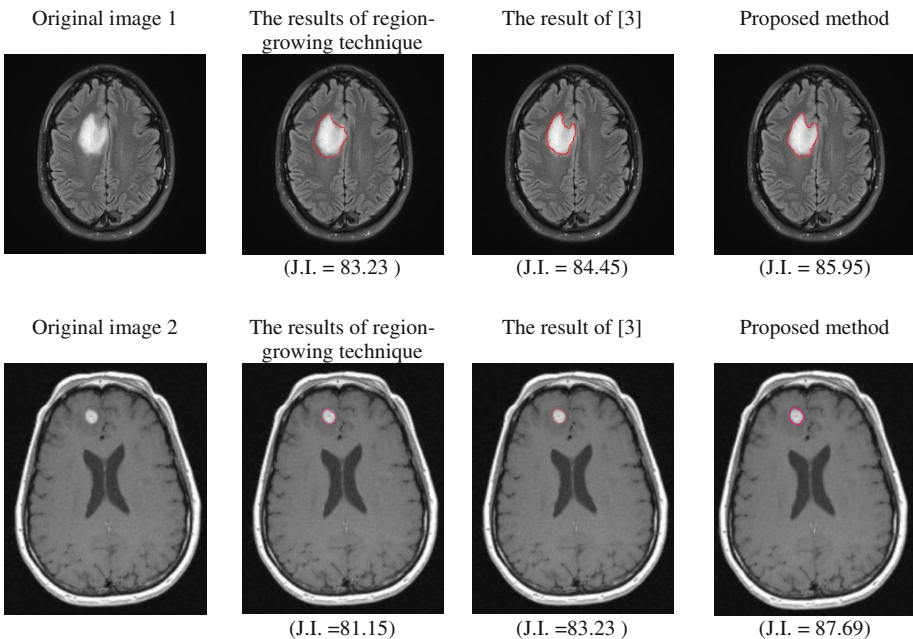 Original image 1
The results of region-
growing technique
The result of [3]
Proposed method
(J.I. = 83.23 )
(J.I. = 84.45)
(J.I. = 85.95)
Original image 2
The results of region-
growing technique
The result of [3]
Proposed method
(J.I. =81.15)
(J.I. =83.23 )
(J.I. = 87.69)